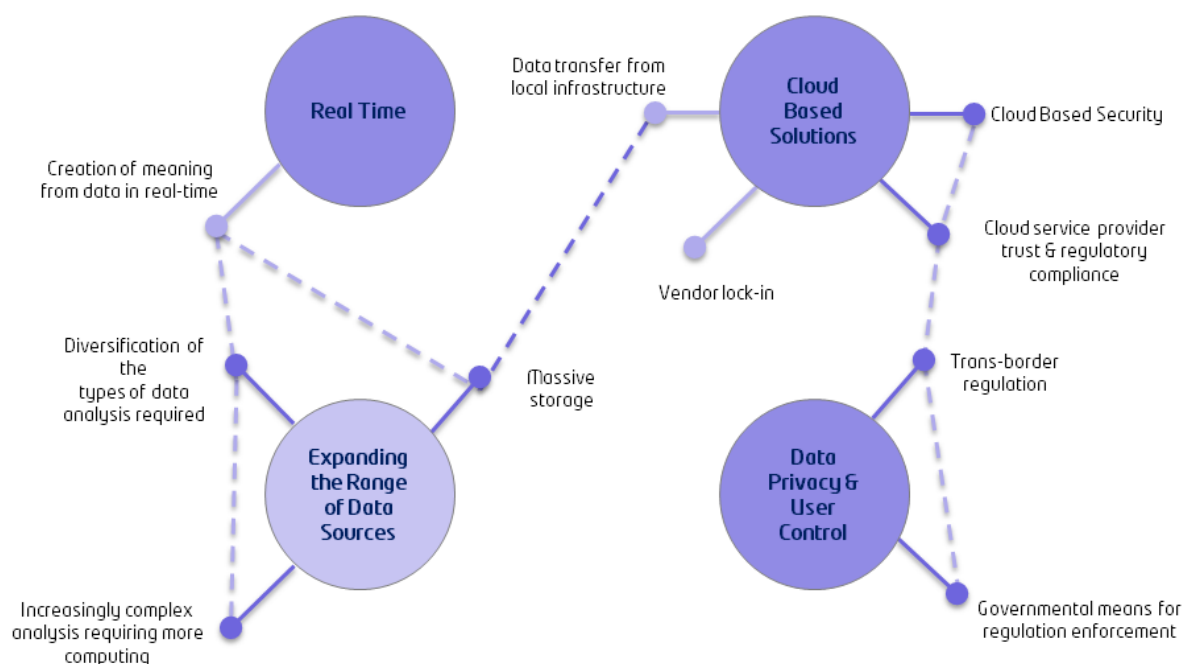 Real Time
Creation of meaning
from data in real-time
Data transfer from
local infrastructure
Cloud
Based
Solutions
Cloud Based Security
Cloud service provider
trust & regulatory
compliance
Vendor lock-in
Diversification of
the
types of data
analysis required
Massive
storage
Trans-border
regulation
Expanding
the Range
of Data
Sources
Data
Privacy &
User
Control
Increasingly complex
analysis requiring more
computing
Governmental means for
regulation enforcement